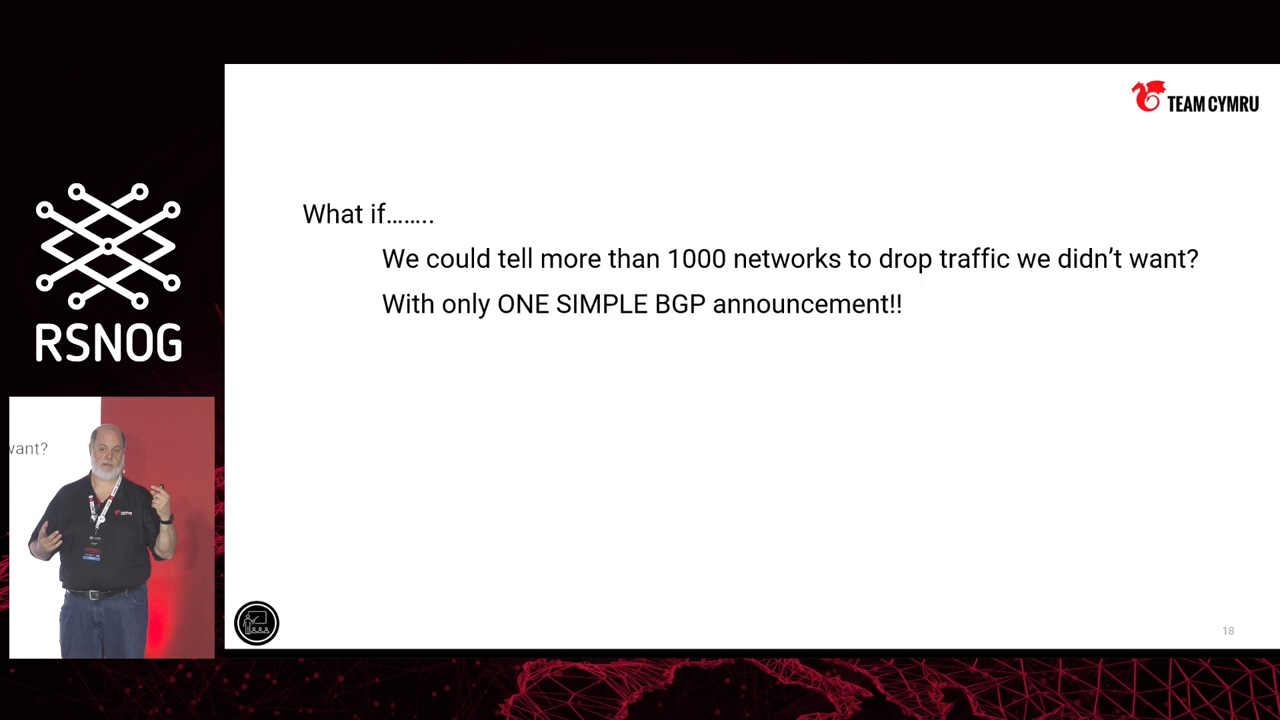 TEAM CYMRU
What if........
We could tell more than 1000 networks to drop traffic we didn't want?
With only ONE SIMPLE BGP announcement!!
RSNOG
want?
18